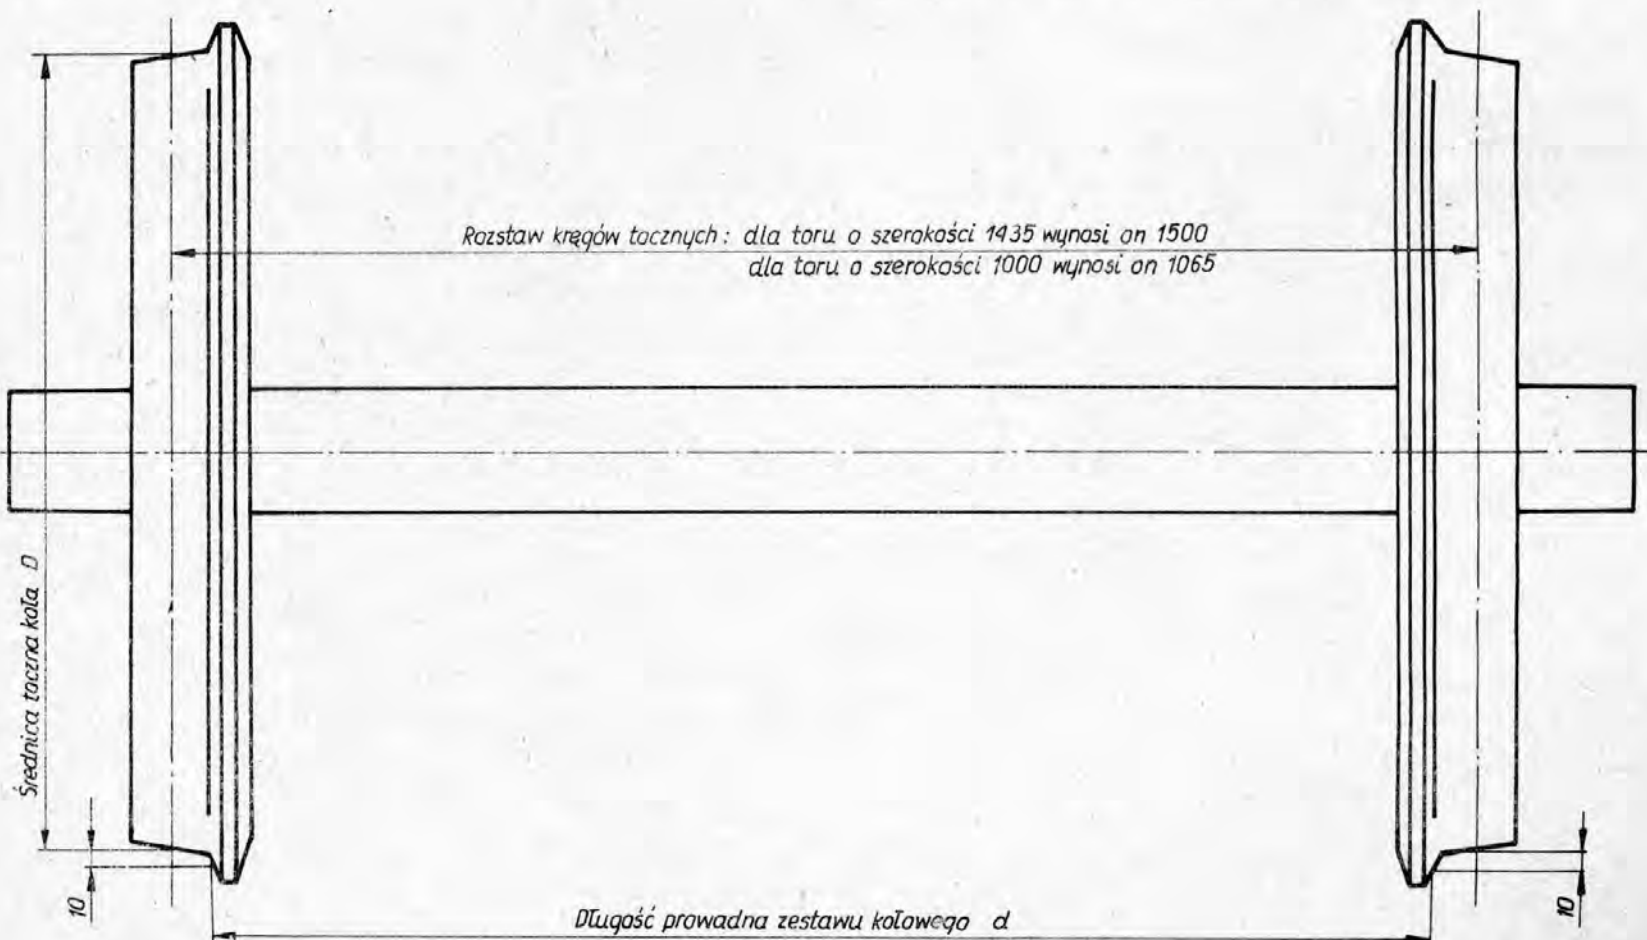 Rozstaw kręgów tocznych: dla toru o szerokości 1435 wynosi on 1500
dla toru o szerokości 1000 wynosi on 1065
Średnica toczna koła D
10
10
Długość prowadna zestawu kołowego d